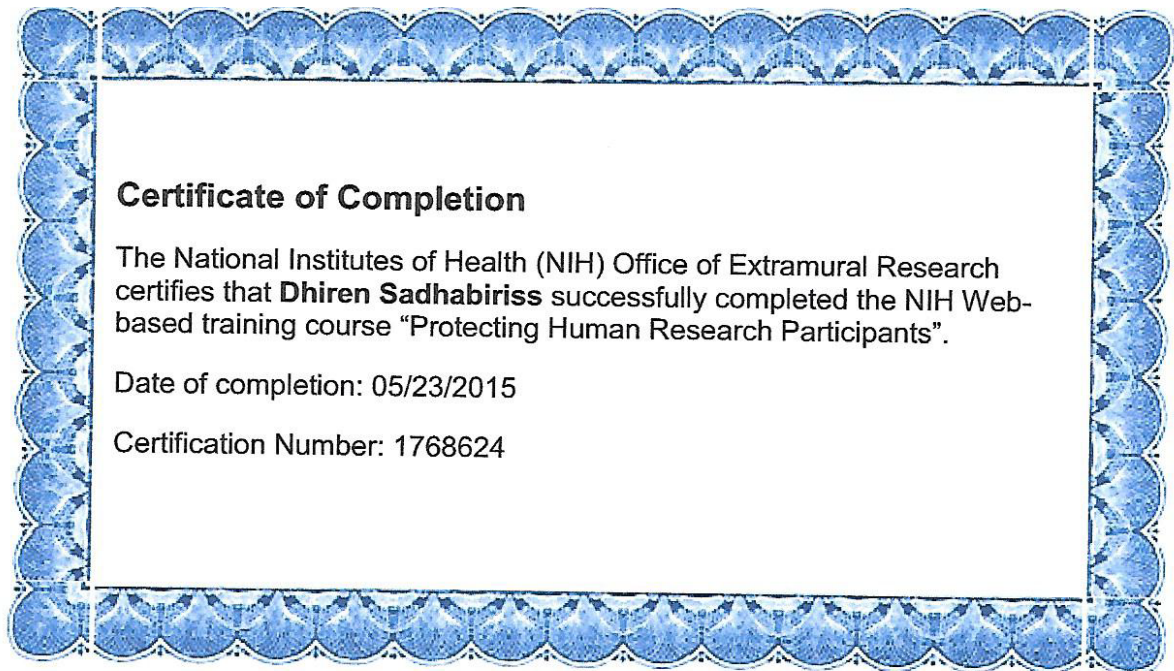 Certificate of Completion
The National Institutes of Health (NIH) Office of Extramural Research
certifies that Dhiren Sadhabiriss successfully completed the NIH Web-
based training course “Protecting Human Research Participants”.
Date of completion: 05/23/2015
Certification Number: 1768624